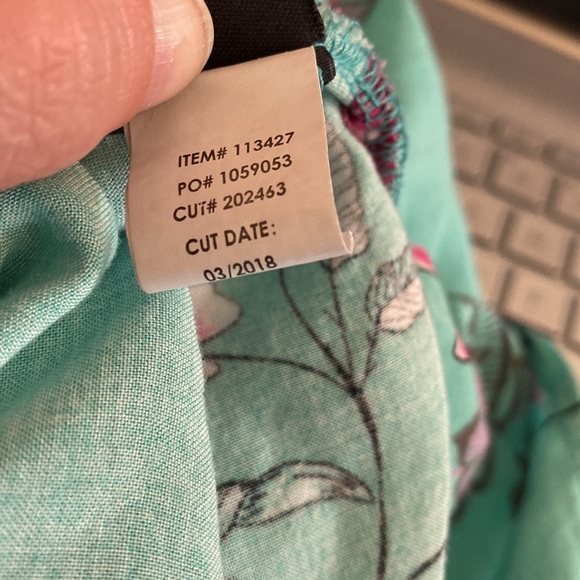 ITEM# 113427
PO# 1059053
CUT# 202463
CUT DATE:
03/2018